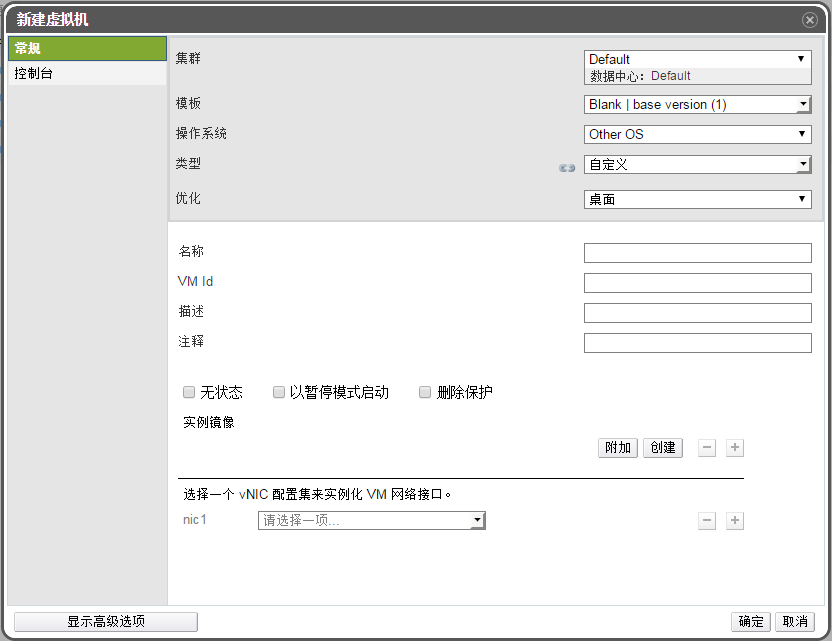 新建虚拟机
常规
控制台
集群
Default
数据中心: Default
模板
Blank | base version (1)
操作系统
Other OS
类型
自定义
优化
桌面
名称
VM Id
描述
注释
无状态 以暂停模式启动 删除保护
实例镜像
附加 创建
选择一个 vNIC 配置集来实例化 VM 网络接口。
nic1 请选择一项...
显示高级选项 确定 取消